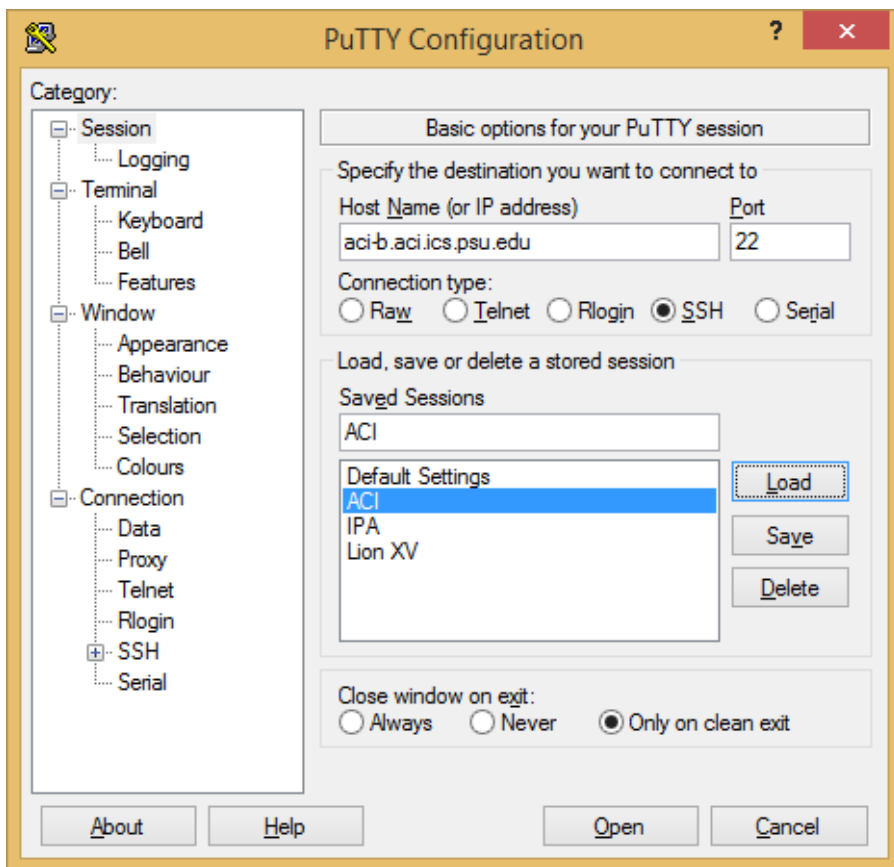 PuTTY Configuration
?
Category:
Session
Logging
Terminal
Keyboard
Bell
Features
Window
Appearance
Behaviour
Translation
Selection
Colours
Connection
Data
Proxy
Telnet
Rlogin
SSH
Serial
Basic options for your PuTTY session
Specify the destination you want to connect to
Host Name (or IP address) Port
aci-b.aci.ics.psu.edu 22
Connection type:
Raw Telnet Rlogin SSH Serial
Load, save or delete a stored session
Saved Sessions
ACI
Default Settings
ACI
IPA
Lion XV
Load
Save
Delete
Close window on exit:
Always Never Only on clean exit
About Help Open Cancel